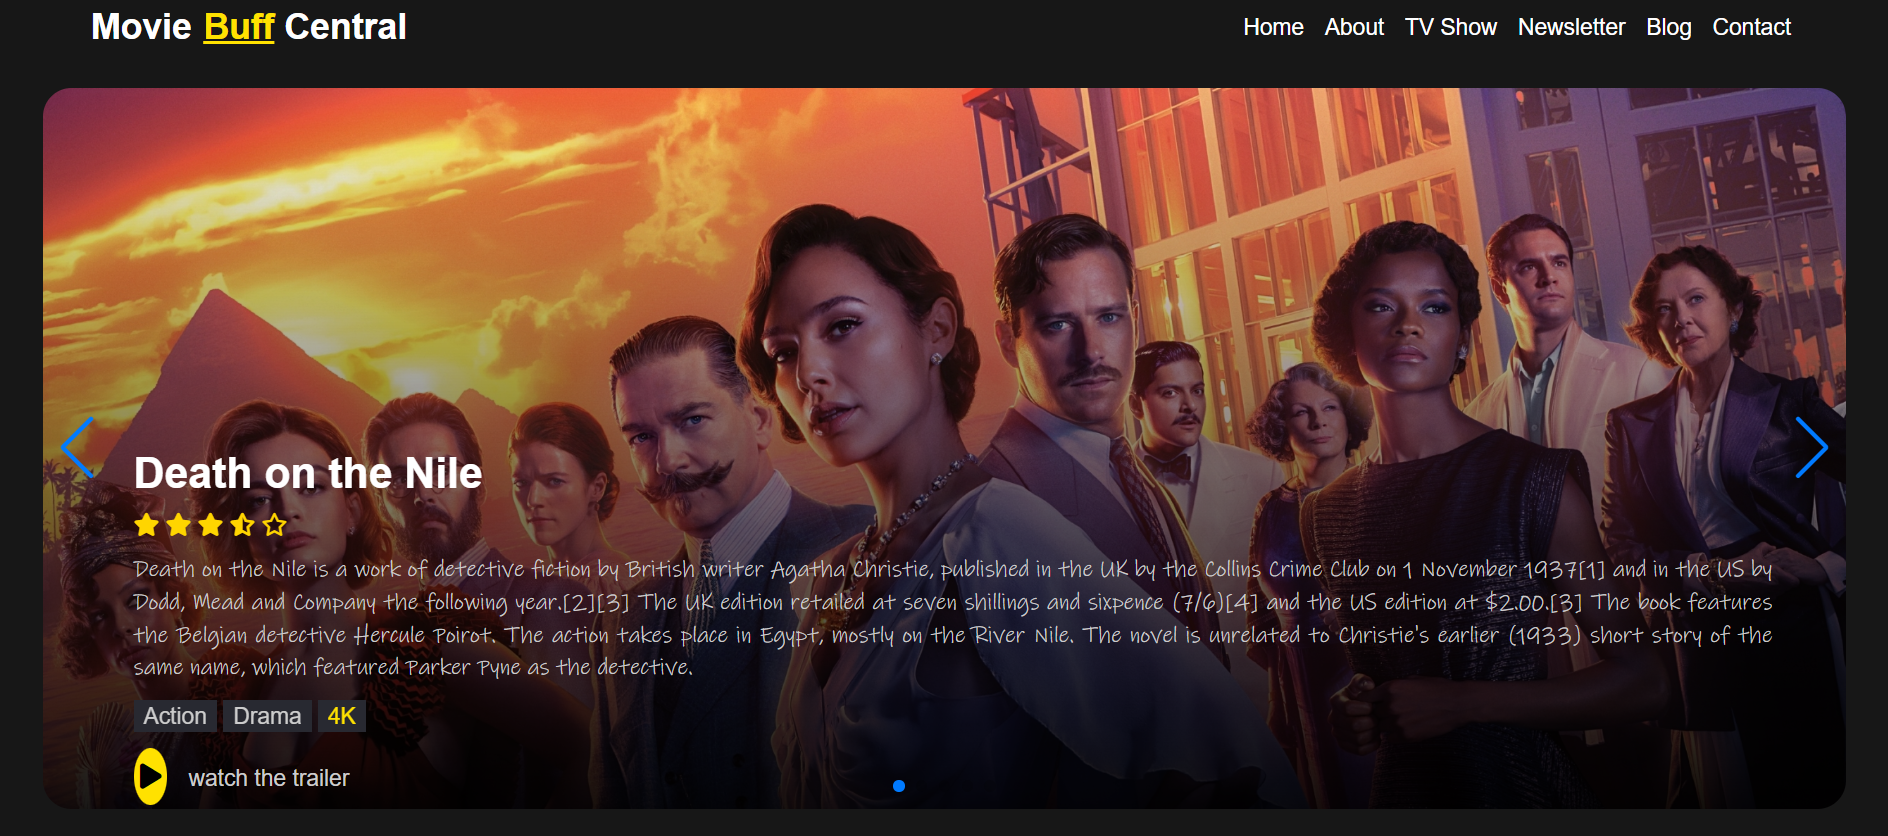 Movie Buff Central
Home About TV Show Newsletter Blog Contact
Death on the Nile
Death on the Nile is a work of detective fiction by British writer Agatha Christie, published in the UK by the Collins Crime Club on 1 November 1937[1] and in the US by
Dodd, Mead and Company the following year.[2][3] The UK edition retailed at seven shillings and sixpence (7/6)[4] and the US edition at $2.00.[3] The book features
the Belgian detective Hercule Poirot. The action takes place in Egypt, mostly on the River Nile. The novel is unrelated to Christie's earlier (1933) short story of the
same name, which featured Parker Pyne as the detective.
Action Drama 4K
watch the trailer